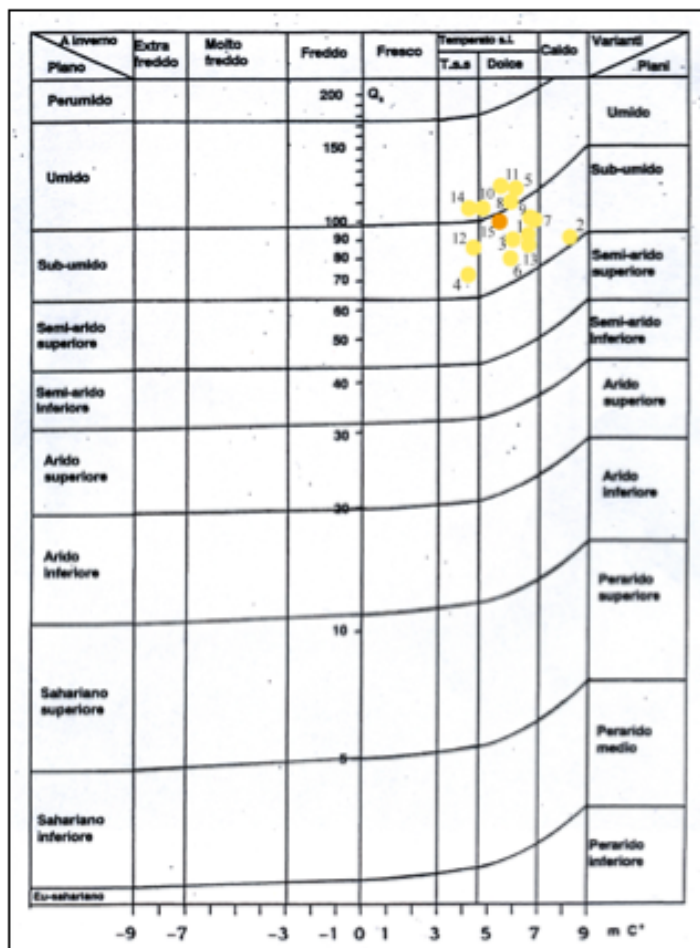 A inverno
Piano
Extra
freddo
Molto
freddo
Freddo
Fresco
Temperato s.l.
T.s.s
Dolce
Caldo
Varianti
Piani
Perumido
200
Umido
150
Umido
Sub-umido
11
5
14
10
8
9
100
15
1
7
2
90
12
3
80
13
6
70
4
Sub-umido
Semi-arido
superiore
60
Semi-arido
superiore
50
Semi-arido
inferiore
40
Semi-arido
inferiore
Arido
superiore
30
Arido
superiore
Arido
inferiore
20
Arido
inferiore
Perarido
superiore
10
Sahariano
superiore
Perarido
medio
5
Sahariano
inferiore
Perarido
inferiore
Eu-sahariano
-9 -7 -3 -1 0 1 3 5 7 9 m C°